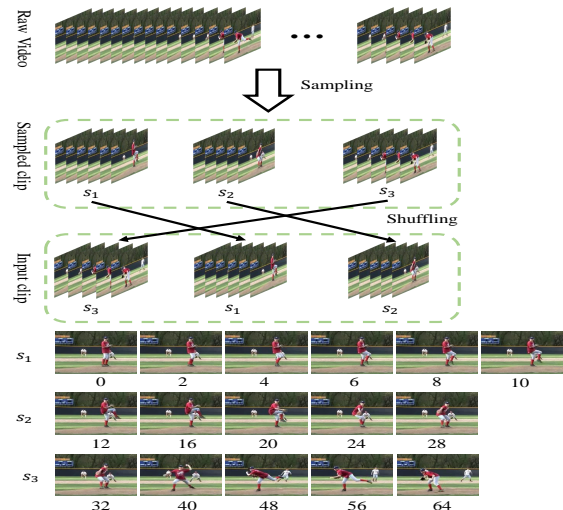 Raw Video
Sampling
Sampled clip
s₁ s₂ s₃
Shuffling
Input clip
s₃ s₁ s₂
s₁
0 2 4 6 8 10
s₂
12 16 20 24 28
s₃
32 40 48 56 64